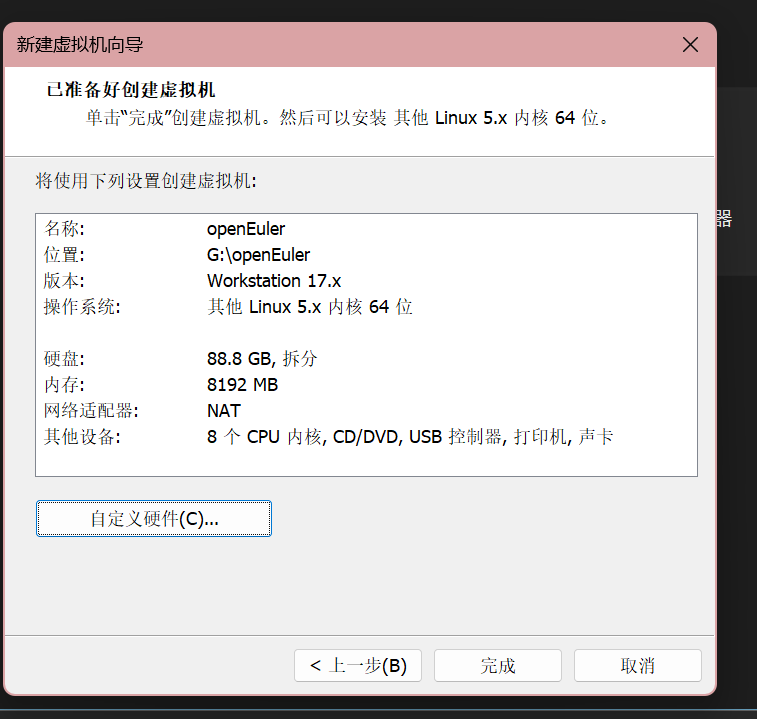 新建虚拟机向导
已准备好创建虚拟机
单击“完成”创建虚拟机。然后可以安装 其他 Linux 5.x 内核 64 位。
将使用下列设置创建虚拟机:
名称: openEuler
位置: G:\openEuler
版本: Workstation 17.x
操作系统: 其他 Linux 5.x 内核 64 位
硬盘: 88.8 GB, 拆分
内存: 8192 MB
网络适配器: NAT
其他设备: 8 个 CPU 内核, CD/DVD, USB 控制器, 打印机, 声卡
自定义硬件(C)...
< 上一步(B) 完成 取消
器